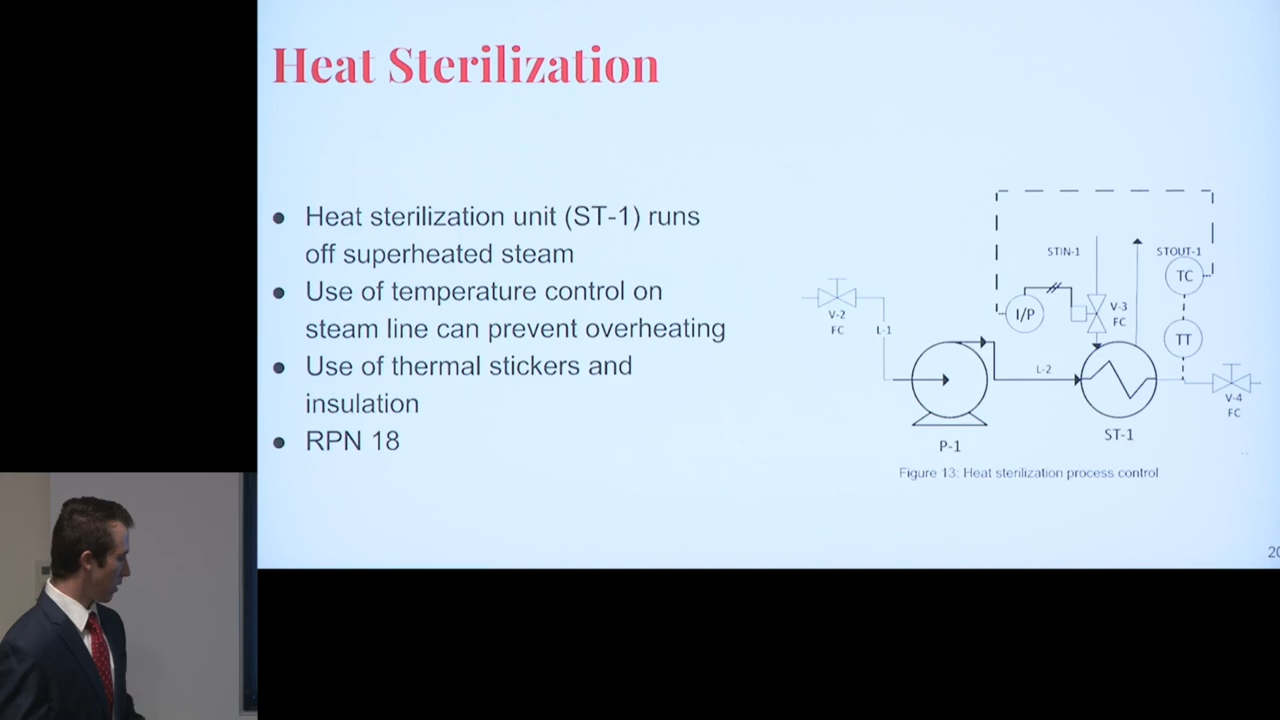 Heat Sterilization
● Heat sterilization unit (ST-1) runs
off superheated steam
● Use of temperature control on
steam line can prevent overheating
● Use of thermal stickers and
insulation
● RPN 18
STIN-1
STOUT-1
TC
I/P
V-3
FC
TT
V-2
FC
L-1
L-2
V-4
FC
P-1
ST-1
Figure 13: Heat sterilization process control
20